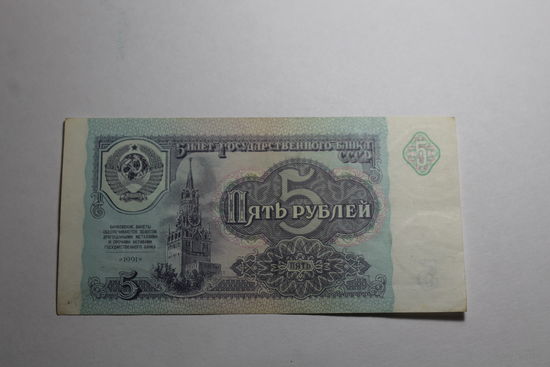 Билет Государственного Банка
СССР
5
5
Пять рублей
БАНКОВСКИЕ БИЛЕТЫ
ОБЕСПЕЧИВАЮТСЯ ЗОЛОТОМ,
ДРАГОЦЕННЫМИ МЕТАЛЛАМИ
И ПРОЧИМИ АКТИВАМИ
ГОСУДАРСТВЕННОГО БАНКА
*1991*
5
ПЯТЬ